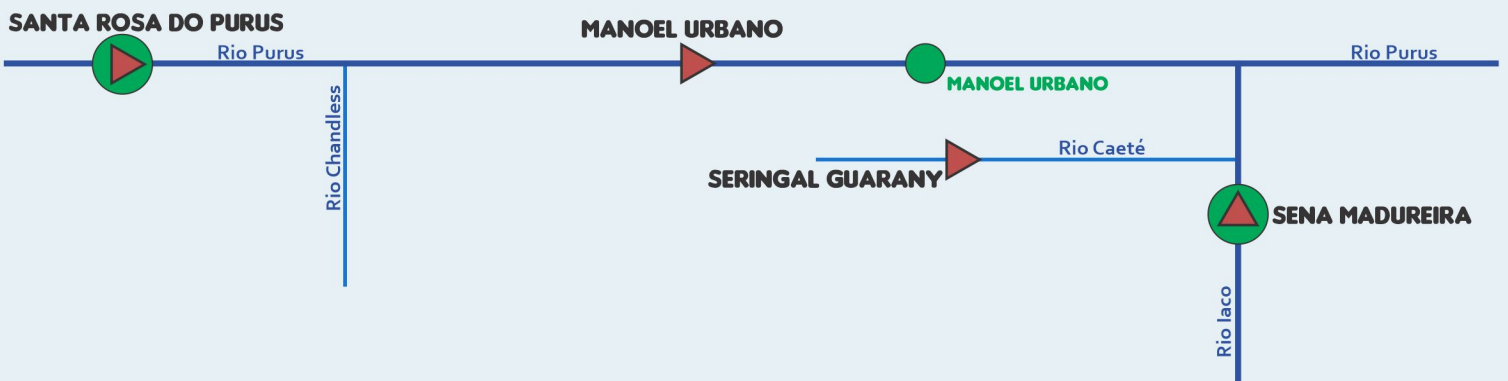 SANTA ROSA DO PURUS
Rio Purus
MANOEL URBANO
Rio Purus
MANOEL URBANO
Rio Chandless
Rio Caeté
SERINGAL GUARANY
SENA MADUREIRA
Rio Iaco